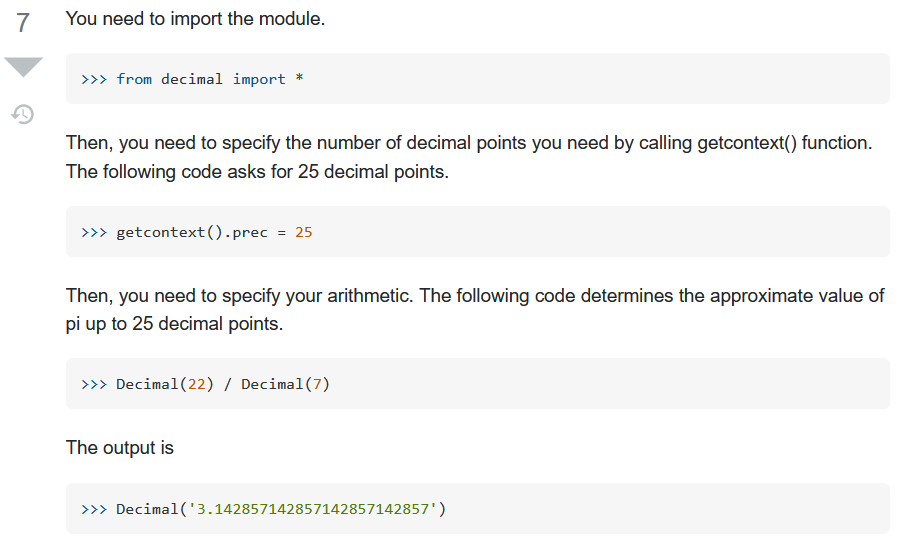 7
You need to import the module.
>>> from decimal import *
Then, you need to specify the number of decimal points you need by calling getcontext() function.
The following code asks for 25 decimal points.
>>> getcontext().prec = 25
Then, you need to specify your arithmetic. The following code determines the approximate value of
pi up to 25 decimal points.
>>> Decimal(22) / Decimal(7)
The output is
>>> Decimal('3.142857142857142857142857')